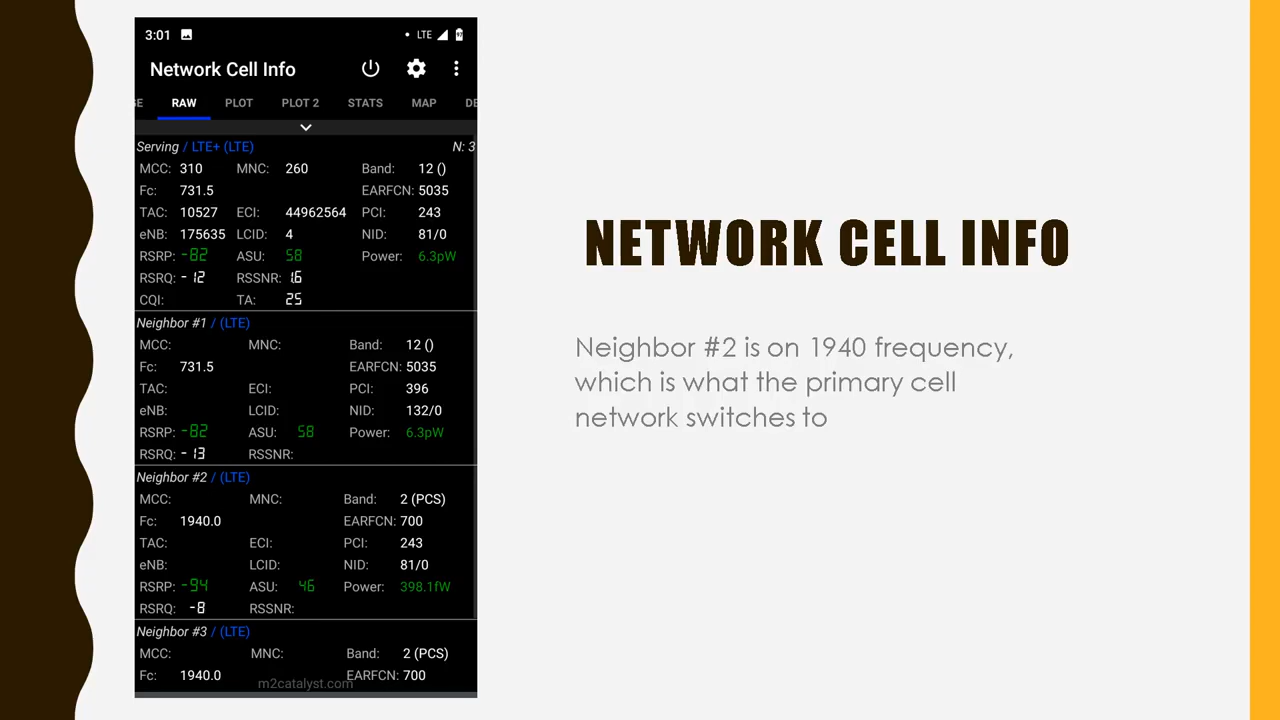 3:01 LTE
Network Cell Info
RAW PLOT PLOT 2 STATS MAP
Serving / LTE+ (LTE) N: 3
MCC: 310 MNC: 260 Band: 12 ()
Fc: 731.5 EARFCN: 5035
TAC: 10527 ECI: 44962564 PCI: 243
eNB: 175635 LCID: 4 NID: 81/0
RSRP: -82 ASU: 58 Power: 6.3pW
RSRQ: -12 RSSNR: 1.6
CQI: TA: 25
Neighbor #1 / (LTE)
MCC: MNC: Band: 12 ()
Fc: 731.5 EARFCN: 5035
TAC: ECI: PCI: 396
eNB: LCID: NID: 132/0
RSRP: -82 ASU: 58 Power: 6.3pW
RSRQ: -13 RSSNR:
Neighbor #2 / (LTE)
MCC: MNC: Band: 2 (PCS)
Fc: 1940.0 EARFCN: 700
TAC: ECI: PCI: 243
eNB: LCID: NID: 81/0
RSRP: -94 ASU: 46 Power: 398.1fW
RSRQ: -8 RSSNR:
Neighbor #3 / (LTE)
MCC: MNC: Band: 2 (PCS)
Fc: 1940.0 EARFCN: 700
m2catalyst.com
NETWORK CELL INFO
Neighbor #2 is on 1940 frequency,
which is what the primary cell
network switches to